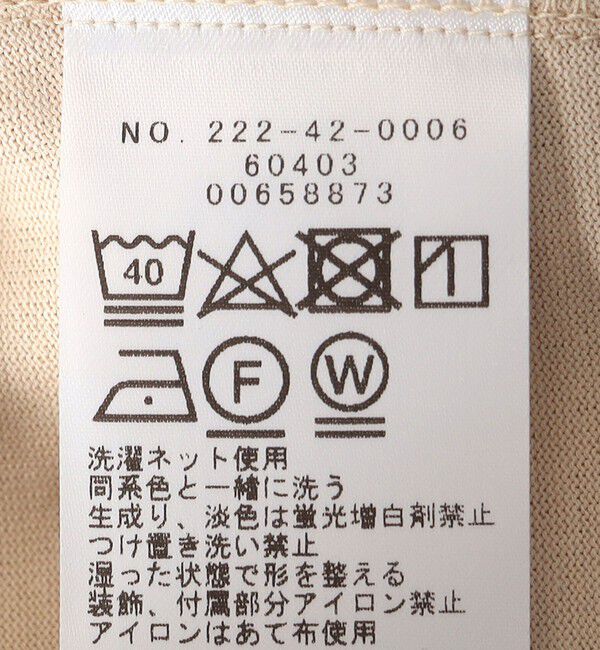 NO. 222-42-0006
60403
00658873
40
F W
洗濯ネット使用
同系色と一緒に洗う
生成り、淡色は蛍光増白剤禁止
つけ置き洗い禁止
湿った状態で形を整える
装飾、付属部分アイロン禁止
アイロンはあて布使用